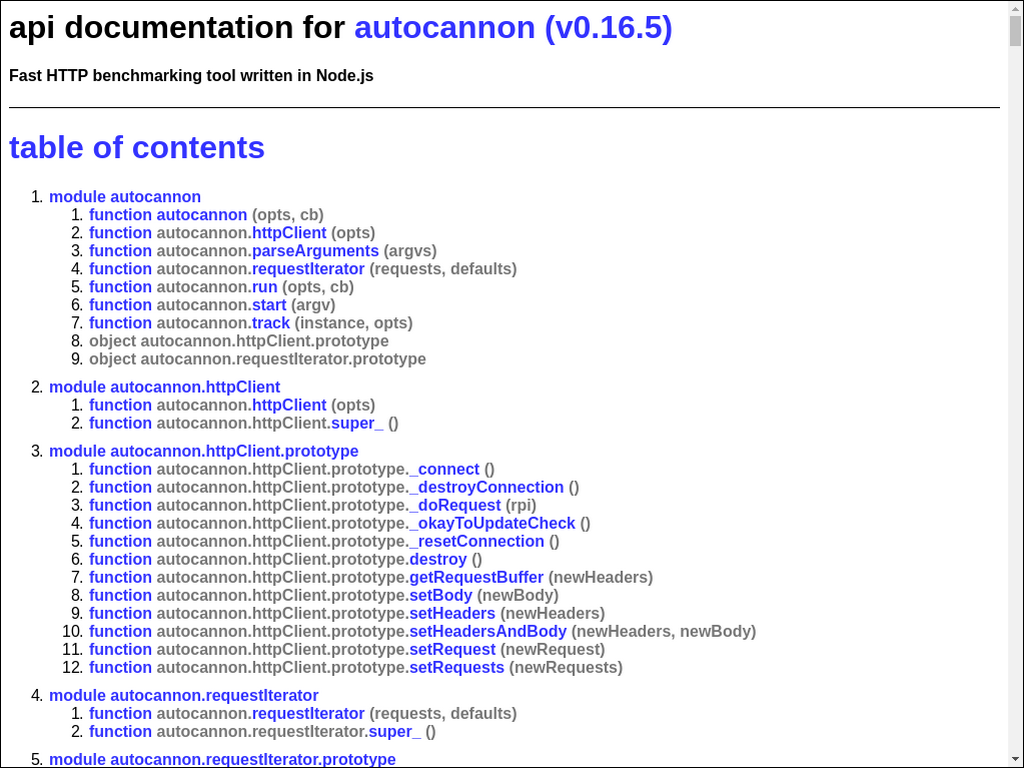 api documentation for autocannon (v0.16.5)
Fast HTTP benchmarking tool written in Node.js
table of contents
1. module autocannon
1. function autocannon (opts, cb)
2. function autocannon.httpClient (opts)
3. function autocannon.parseArguments (argvs)
4. function autocannon.requestIterator (requests, defaults)
5. function autocannon.run (opts, cb)
6. function autocannon.start (argv)
7. function autocannon.track (instance, opts)
8. object autocannon.httpClient.prototype
9. object autocannon.requestIterator.prototype
2. module autocannon.httpClient
1. function autocannon.httpClient (opts)
2. function autocannon.httpClient.super_ ()
3. module autocannon.httpClient.prototype
1. function autocannon.httpClient.prototype._connect ()
2. function autocannon.httpClient.prototype._destroyConnection ()
3. function autocannon.httpClient.prototype._doRequest (rpi)
4. function autocannon.httpClient.prototype._okayToUpdateCheck ()
5. function autocannon.httpClient.prototype._resetConnection ()
6. function autocannon.httpClient.prototype.destroy ()
7. function autocannon.httpClient.prototype.getRequestBuffer (newHeaders)
8. function autocannon.httpClient.prototype.setBody (newBody)
9. function autocannon.httpClient.prototype.setHeaders (newHeaders)
10. function autocannon.httpClient.prototype.setHeadersAndBody (newHeaders, newBody)
11. function autocannon.httpClient.prototype.setRequest (newRequest)
12. function autocannon.httpClient.prototype.setRequests (newRequests)
4. module autocannon.requestIterator
1. function autocannon.requestIterator (requests, defaults)
2. function autocannon.requestIterator.super_ ()
5. module autocannon.requestIterator.prototype